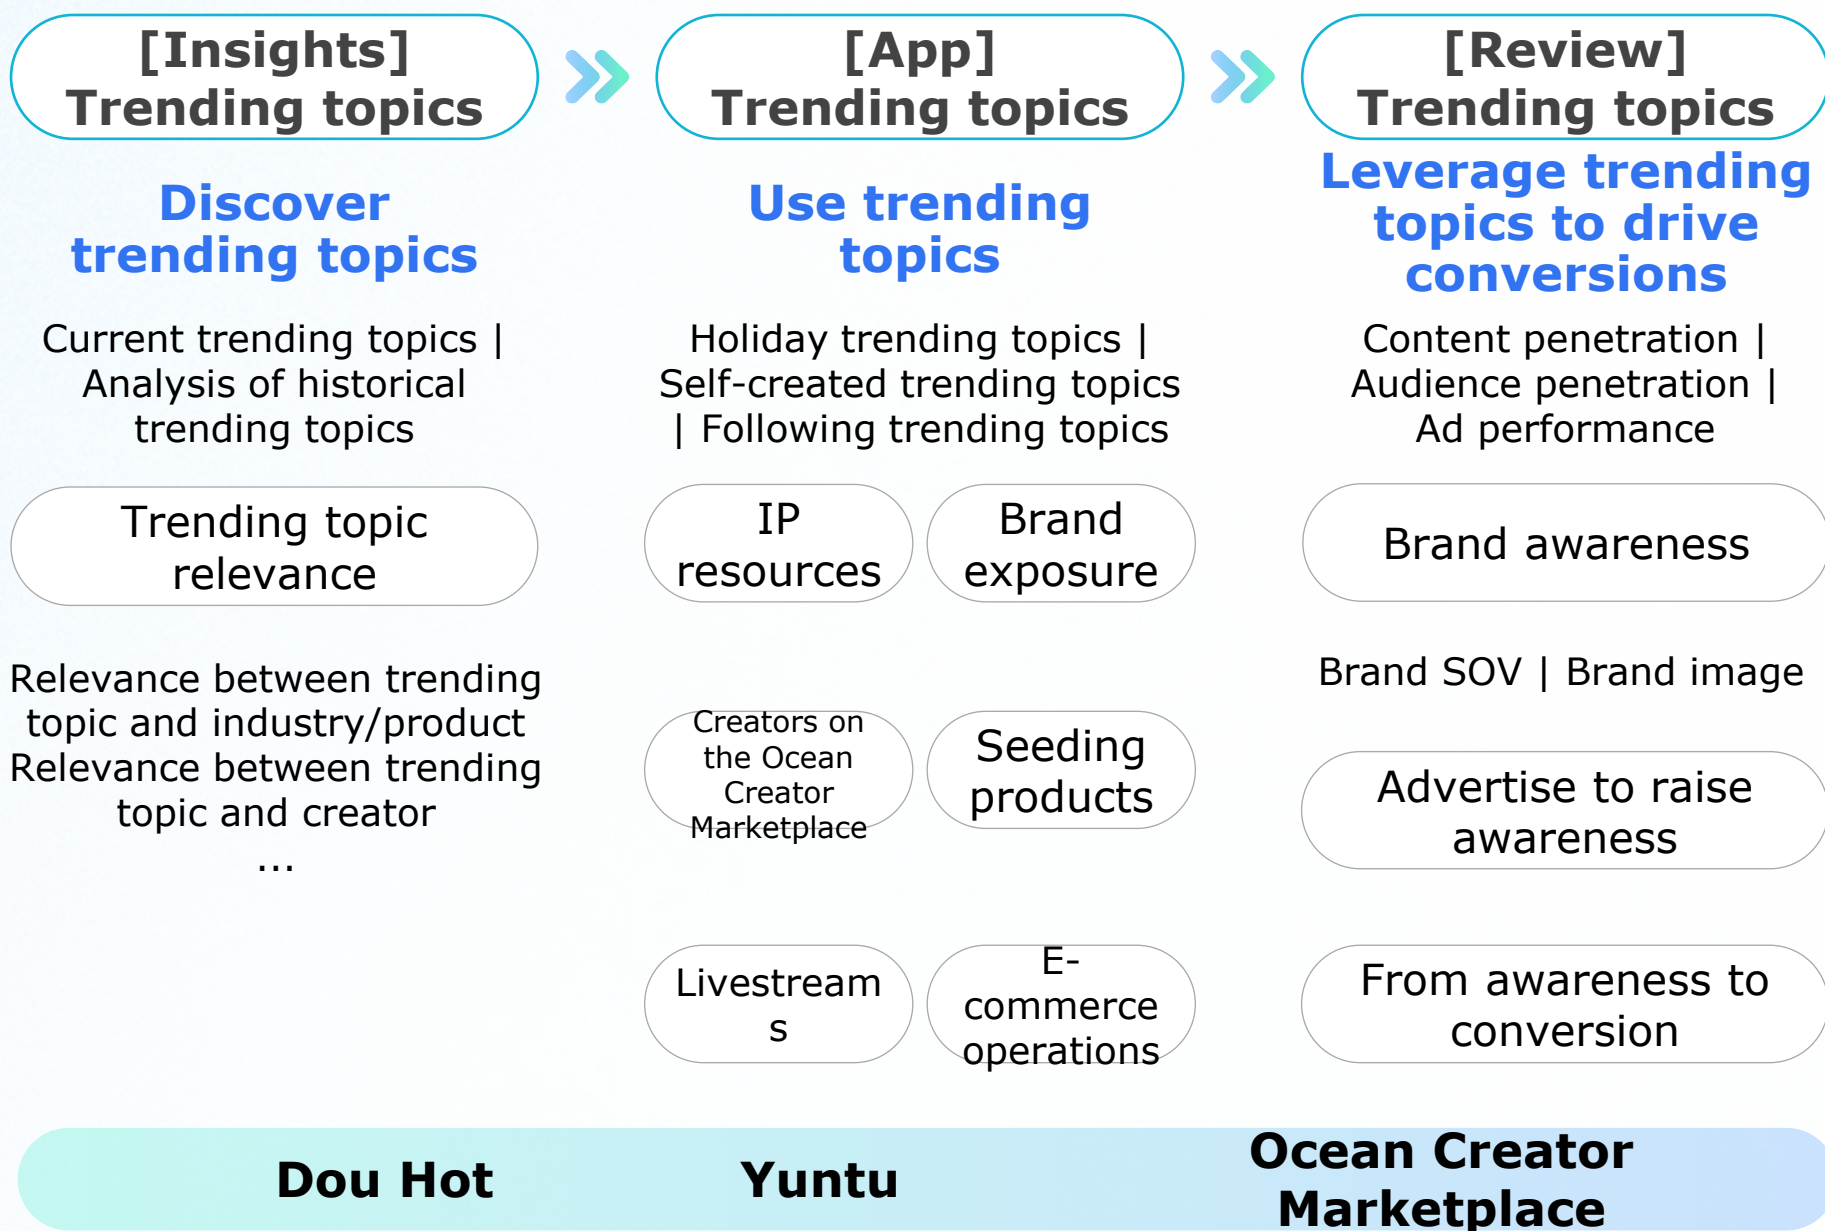 [Insights]
Trending topics
[App]
Trending topics
[Review]
Trending topics
Discover
trending topics
Use trending
topics
Leverage trending
topics to drive
conversions
Current trending topics |
Analysis of historical
trending topics
Holiday trending topics |
Self-created trending topics
| Following trending topics
Content penetration |
Audience penetration |
Ad performance
Trending topic
relevance
IP
resources
Brand
exposure
Brand awareness
Relevance between trending
topic and industry/product
Relevance between trending
topic and creator
...
Brand SOV | Brand image
Creators on
the Ocean
Creator
Marketplace
Seeding
products
Advertise to raise
awareness
Livestream
s
E-
commerce
operations
From awareness to
conversion
Dou Hot
Yuntu
Ocean Creator
Marketplace